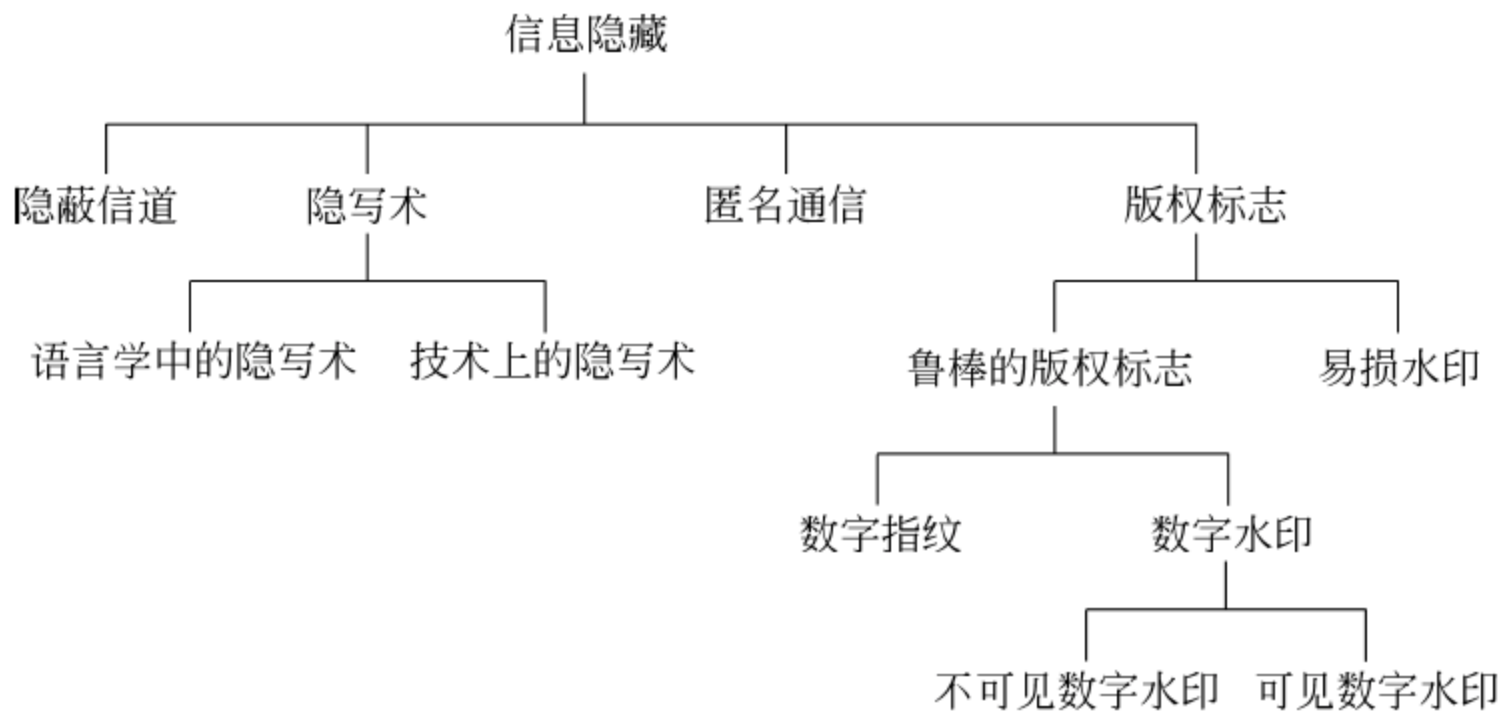 信息隐藏
隐蔽信道 隐写术 匿名通信 版权标志
语言学中的隐写术 技术上的隐写术 鲁棒的版权标志 易损水印
数字指纹 数字水印
不可见数字水印 可见数字水印